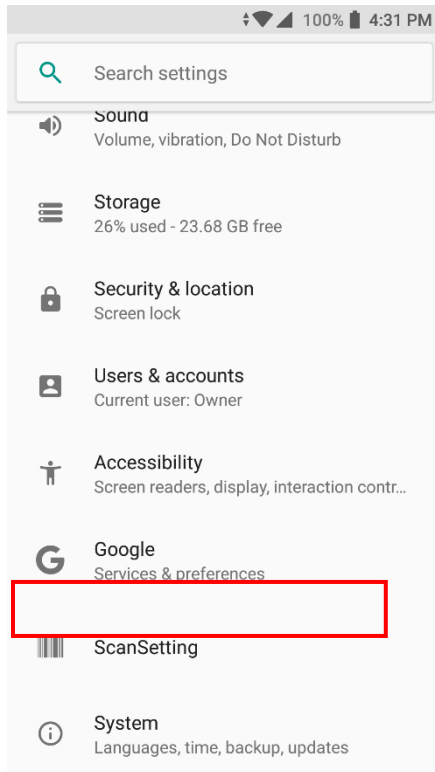 100% 4:31 PM
Search settings
Sound
Volume, vibration, Do Not Disturb
Storage
26% used - 23.68 GB free
Security & location
Screen lock
Users & accounts
Current user: Owner
Accessibility
Screen readers, display, interaction contr...
Google
Services & preferences
ScanSetting
System
Languages, time, backup, updates